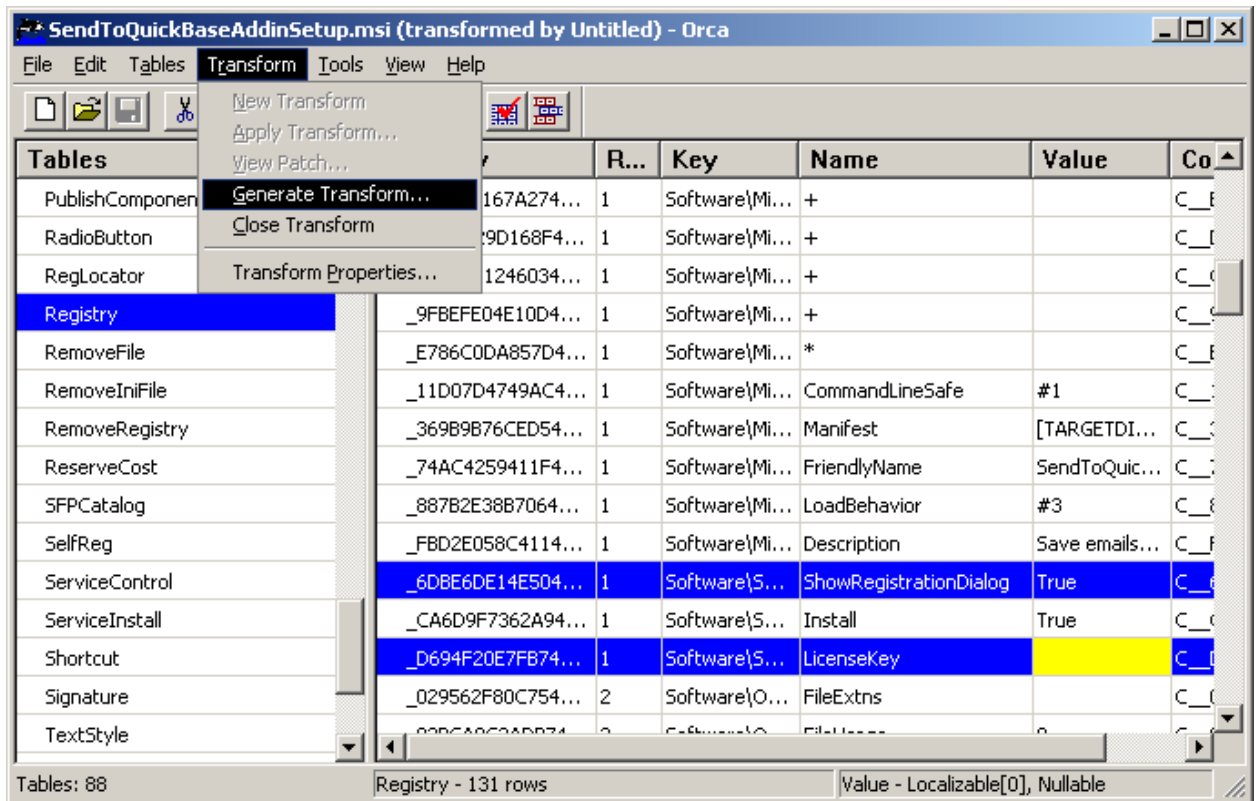 SendToQuickBaseAddinSetup.msi (transformed by Untitled) - Orca
File Edit Tables Transform Tools View Help
New Transform
Apply Transform...
View Patch...
Generate Transform...
Close Transform
Transform Properties...
Tables R... Key Name Value Co
PublishComponen 167A274... 1 Software\Mi... +
RadioButton 9D168F4... 1 Software\Mi... +
RegLocator 1246034... 1 Software\Mi... +
Registry _9FBEFE04E10D4... 1 Software\Mi... +
RemoveFile _E786C0DA857D4... 1 Software\Mi... *
RemoveIniFile _11D07D4749AC4... 1 Software\Mi... CommandLineSafe #1
RemoveRegistry _369B9B76CED54... 1 Software\Mi... Manifest [TARGETDI...
ReserveCost _74AC4259411F4... 1 Software\Mi... FriendlyName SendToQuic...
SFPCatalog _887B2E38B7064... 1 Software\Mi... LoadBehavior #3
SelfReg _FBD2E058C4114... 1 Software\Mi... Description Save emails...
ServiceControl _6DBE6DE14E504... 1 Software\S... ShowRegistrationDialog True
ServiceInstall _CA6D9F7362A94... 1 Software\S... Install True
Shortcut _D694F20E7FB74... 1 Software\S... LicenseKey
Signature _029562F80C754... 2 Software\O... FileExtns
TextStyle
Tables: 88 Registry - 131 rows Value - Localizable[0], Nullable